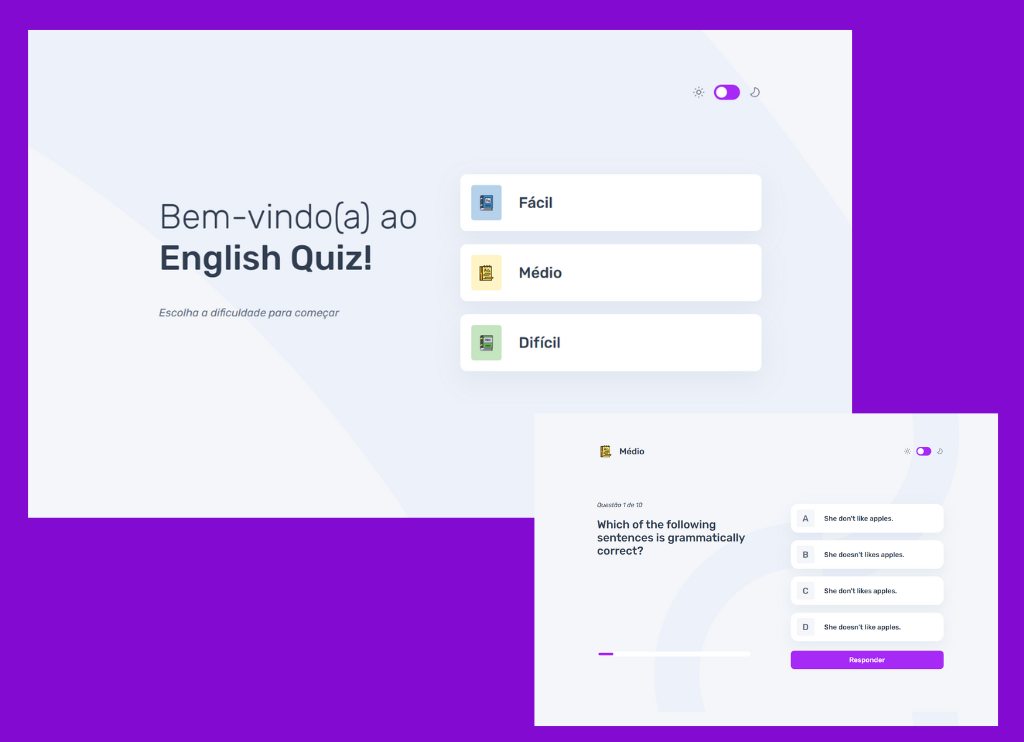 Bem-vindo(a) ao
English Quiz!
Escolha a dificuldade para começar
Fácil
Médio
Difícil
Médio
Questão 1 de 10
Which of the following
sentences is grammatically
correct?
A She don't like apples.
B She doesn't likes apples.
C She don't likes apples.
D She doesn't like apples.
Responder